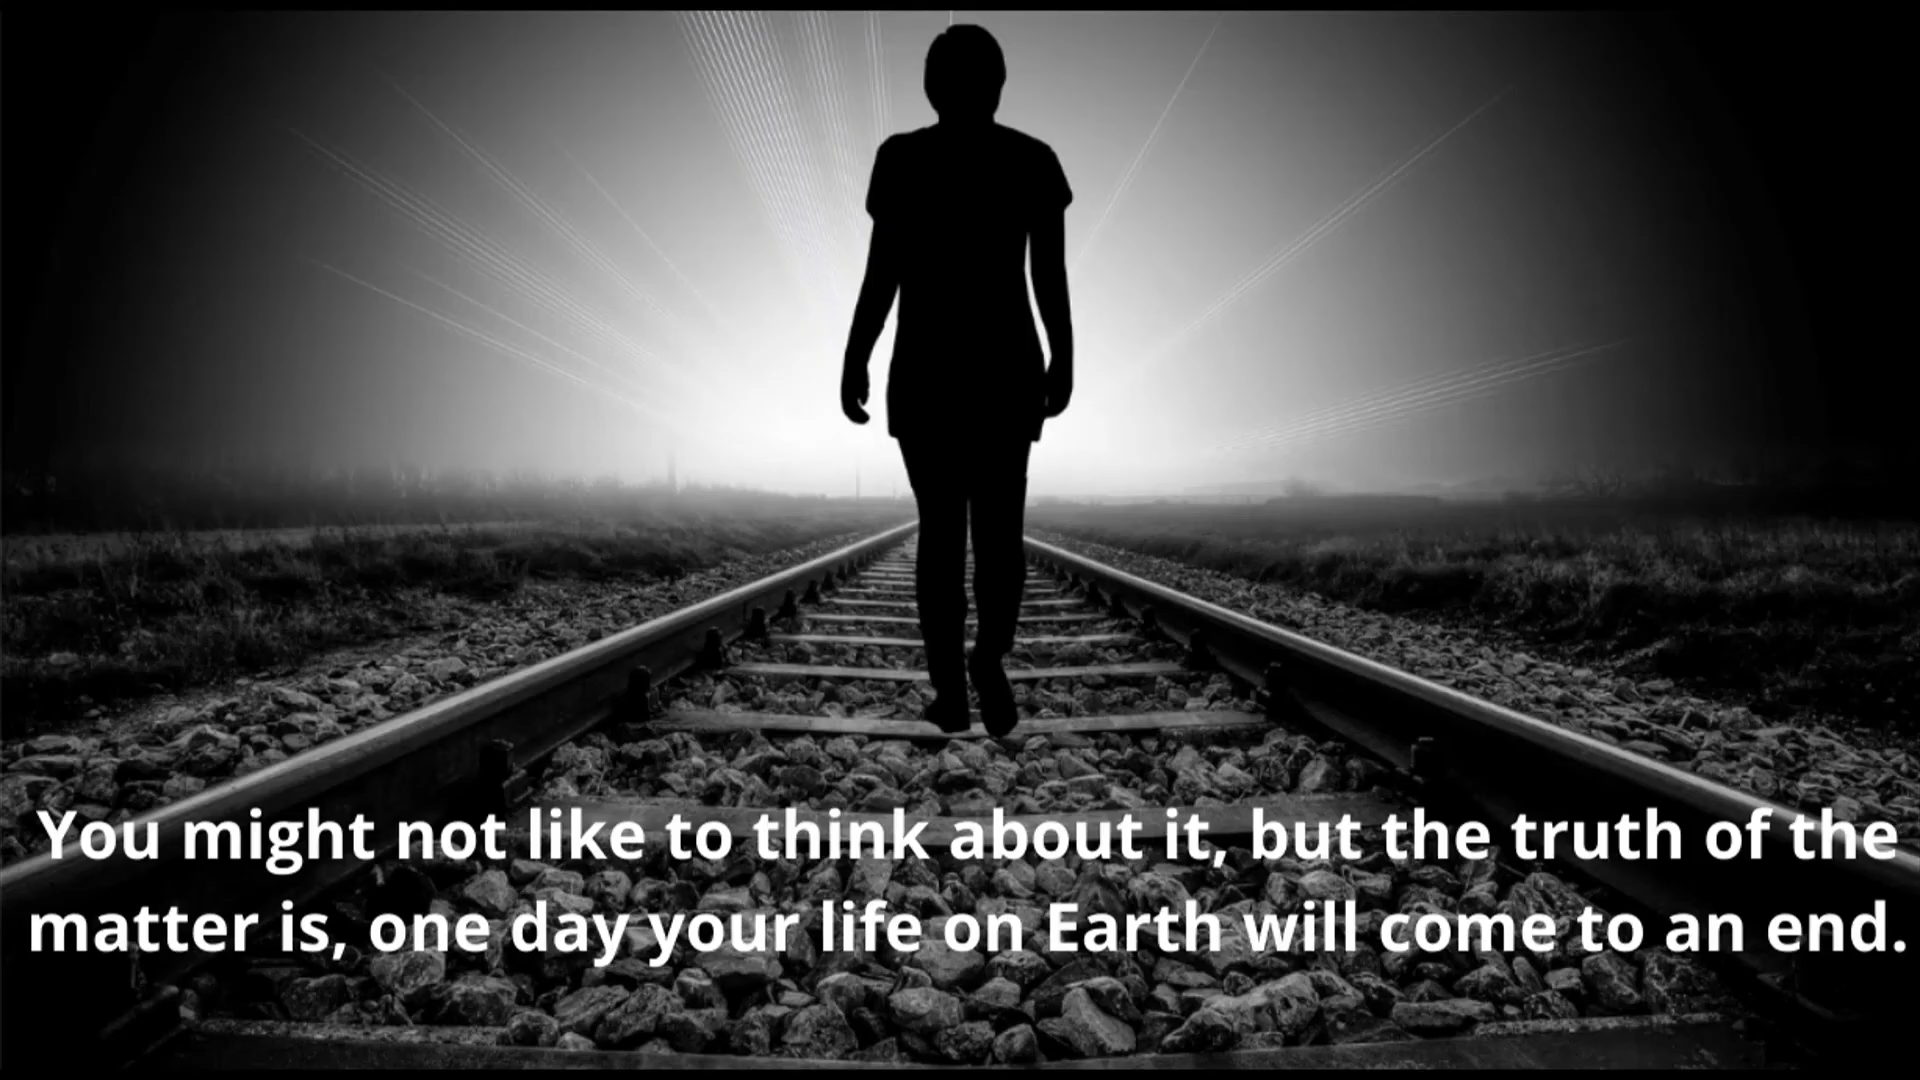 You might not like to think about it, but the truth of the
matter is, one day your life on Earth will come to an end.